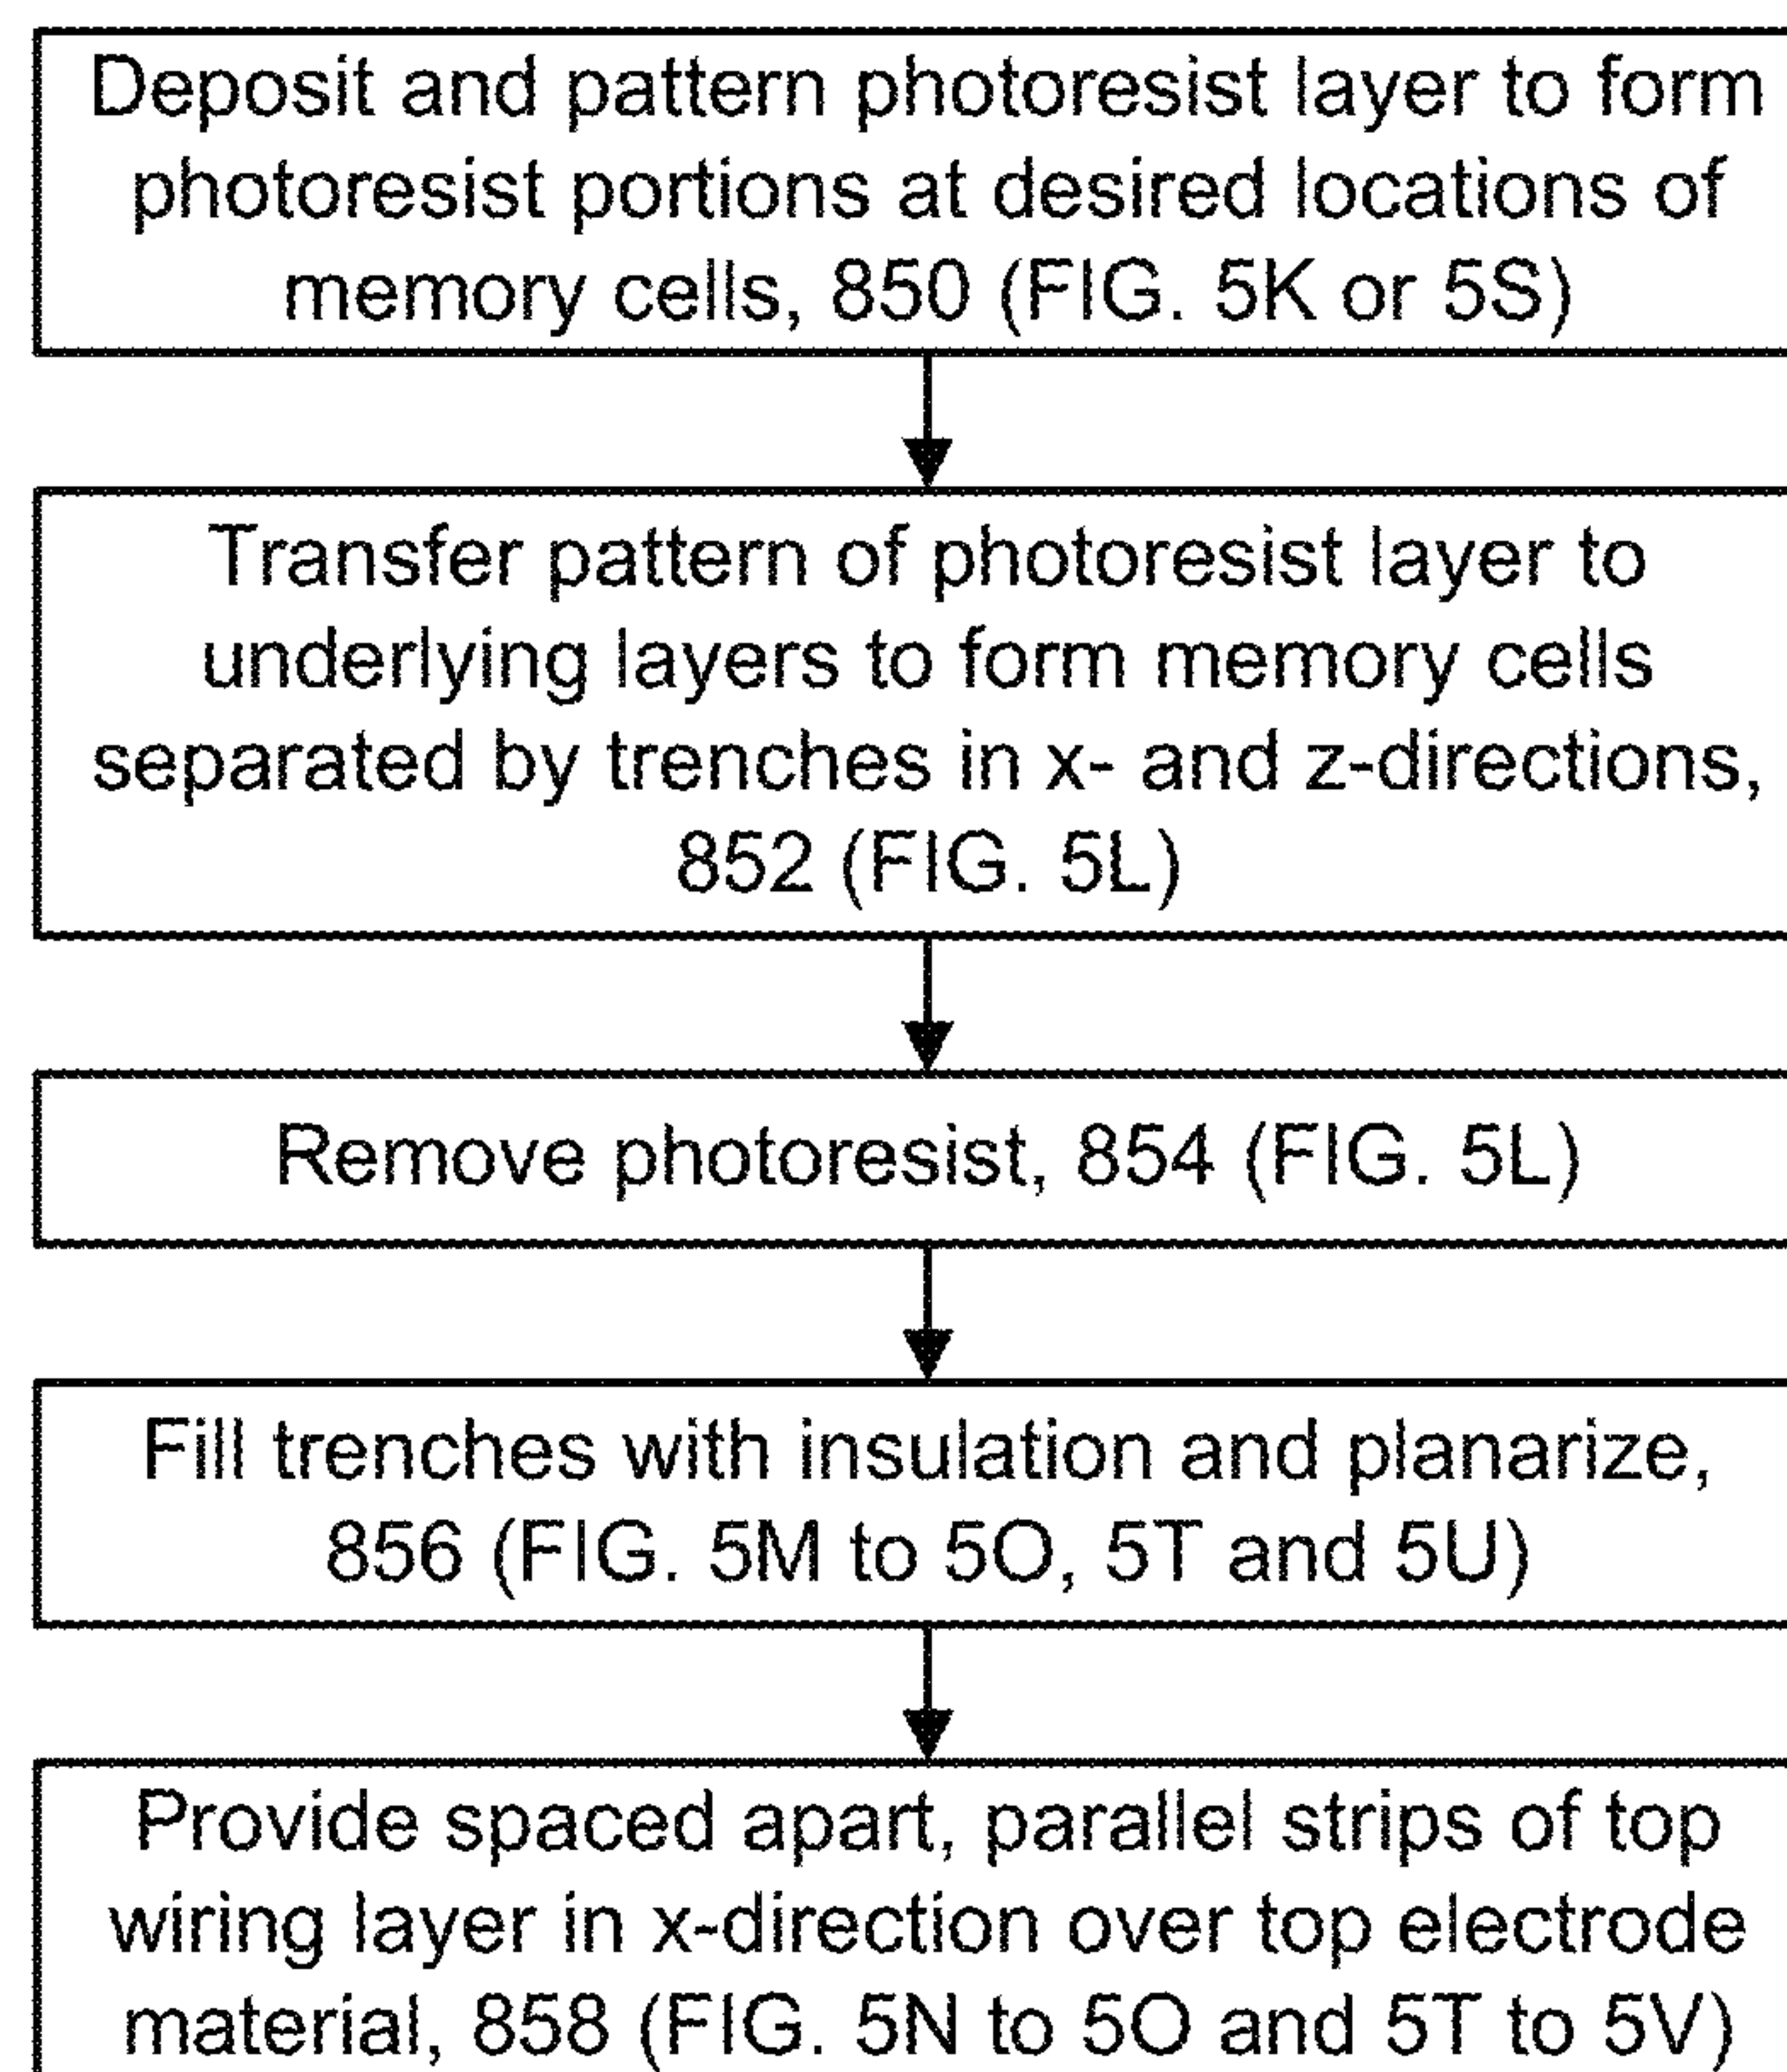 Deposit and pattern photoresist layer to form
photoresist portions at desired locations of
memory cells, 850 (FIG. 5K or 5S)
Transfer pattern of photoresist layer to
underlying layers to form memory cells
separated by trenches in x- and z-directions,
852 (FIG. 5L)
Remove photoresist, 854 (FIG. 5L)
Fill trenches with insulation and planarize,
856 (FIG. 5M to 5O, 5T and 5U)
Provide spaced apart, parallel strips of top
wiring layer in x-direction over top electrode
material, 858 (FIG. 5N to 5O and 5T to 5V)